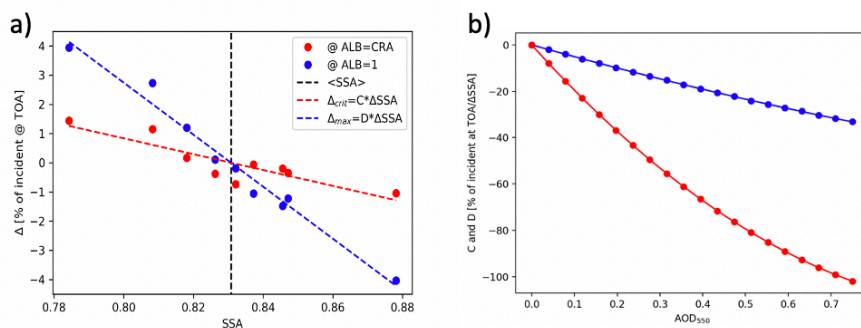 a)
@ ALB=CRA
@ ALB=1
<SSA>
Δcrit=C*ΔSSA
Δmax=D*ΔSSA
Δ [% of incident @ TOA]
4
3
2
1
0
−1
−2
−3
−4
0.78 0.80 0.82 0.84 0.86 0.88
SSA
b)
C and D [% of incident at TOA/ΔSSA]
0
−20
−40
−60
−80
−100
0.0 0.1 0.2 0.3 0.4 0.5 0.6 0.7
AOD550